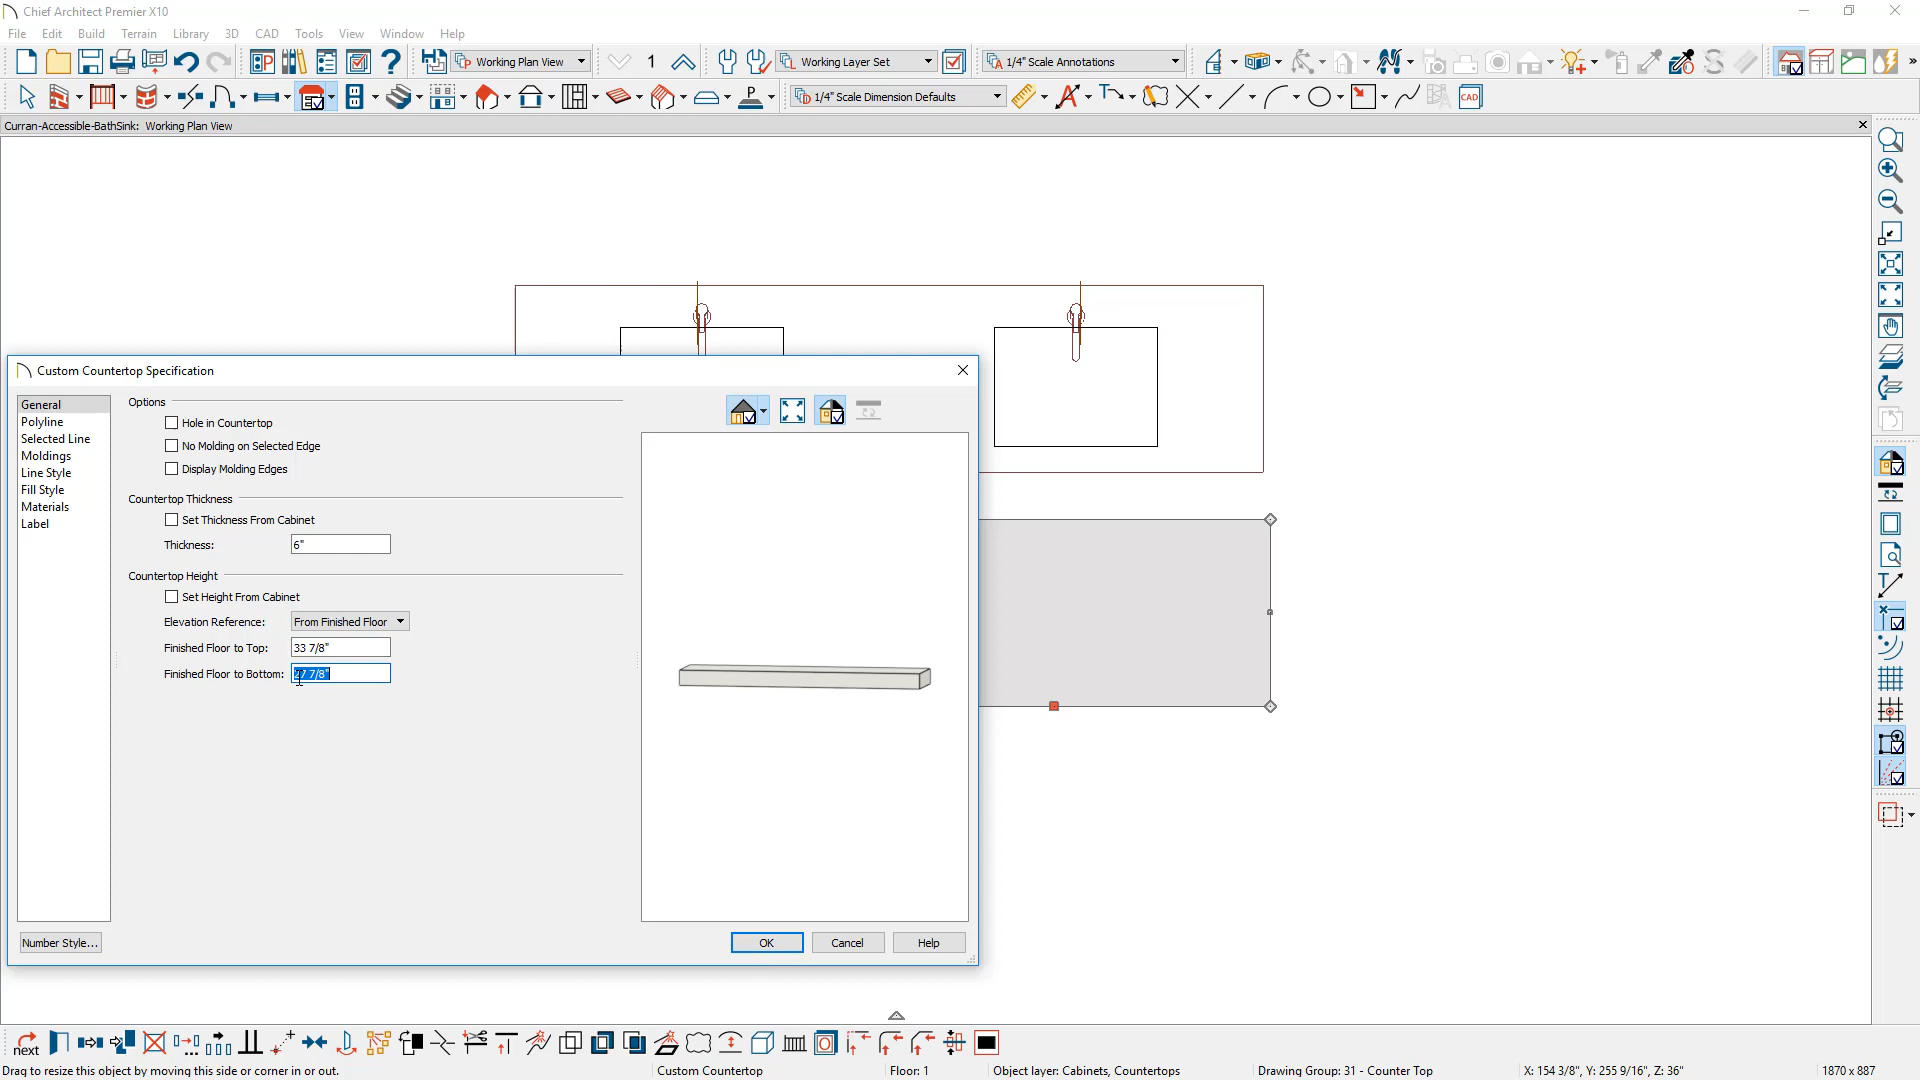 Chief Architect Premier X10
File Edit Build Terrain Library 3D CAD Tools Views Window Help
Working Plan View 1 Working Layer Set 1/4" Scale Annotations
P 1/4" Scale Dimension Defaults CAD
Curran-Accessible-BathSink: Working Plan View
Custom Countertop Specification
General
Polyline
Selected Line
Moldings
Line Style
Fill Style
Materials
Label
Options
Hole in Countertop
No Molding on Selected Edge
Display Molding Edges
Countertop Thickness
Set Thickness From Cabinet
Thickness: 6"
Countertop Height
Set Height From Cabinet
Elevation Reference: From Finished Floor
Finished Floor to Top: 33 7/8"
Finished Floor to Bottom: 27 7/8"
Number Style... OK Cancel Help
next
Drag to resize this object by moving this side or corner in or out. Custom Countertop Floor: 1 Object layer: Cabinets, Countertops Drawing Group: 31 - Counter Top X: 154 3/8", Y: 255 9/16", Z: 36" 1870 x 887